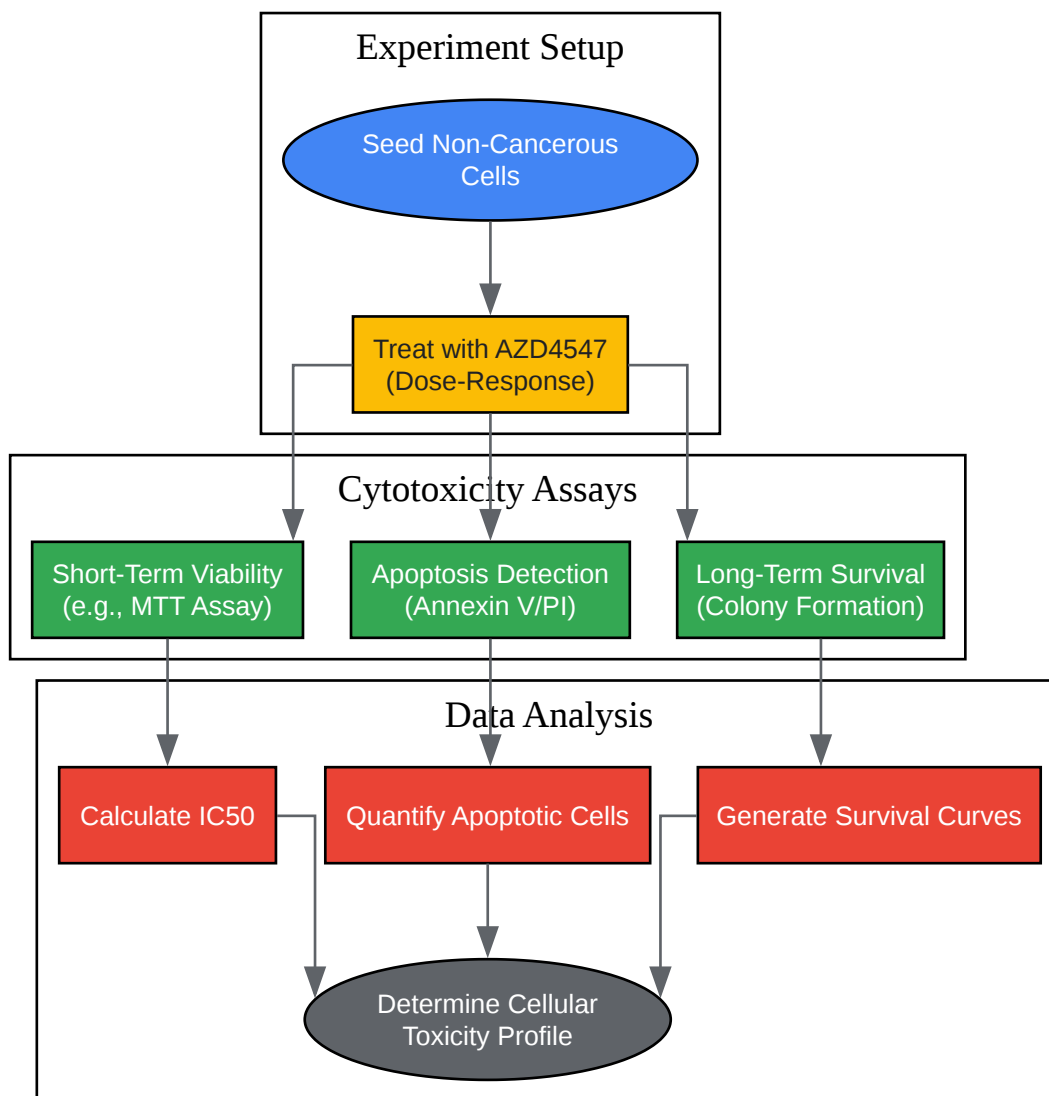 Experiment Setup
Seed Non-Cancerous
Cells
Treat with AZD4547
(Dose-Response)
Cytotoxicity Assays
Short-Term Viability
(e.g., MTT Assay)
Apoptosis Detection
(Annexin V/PI)
Long-Term Survival
(Colony Formation)
Data Analysis
Calculate IC50
Quantify Apoptotic Cells
Generate Survival Curves
Determine Cellular
Toxicity Profile